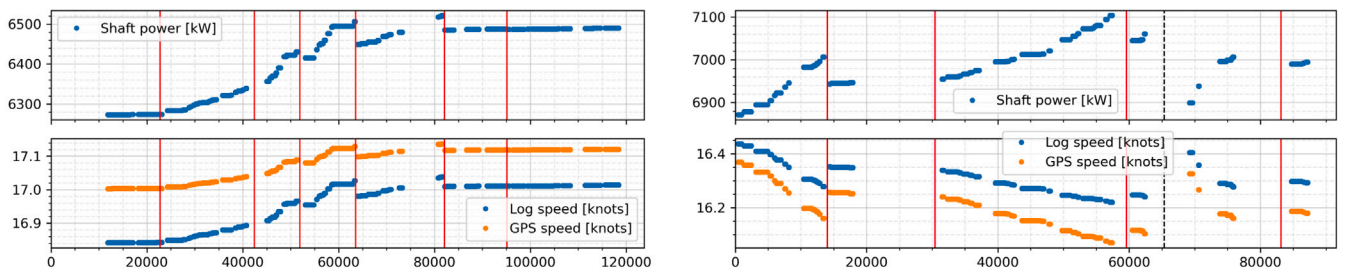 6500
6400
6300
Shaft power [kW]
17.1
17.0
16.9
Log speed [knots]
GPS speed [knots]
0 20000 40000 60000 80000 100000 120000
7100
7000
6900
Shaft power [kW]
16.4
16.2
Log speed [knots]
GPS speed [knots]
0 20000 40000 60000 80000